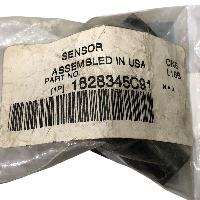 SENSOR
ASSEMBLED IN USA
PART NO.
(1P) 1828345C91